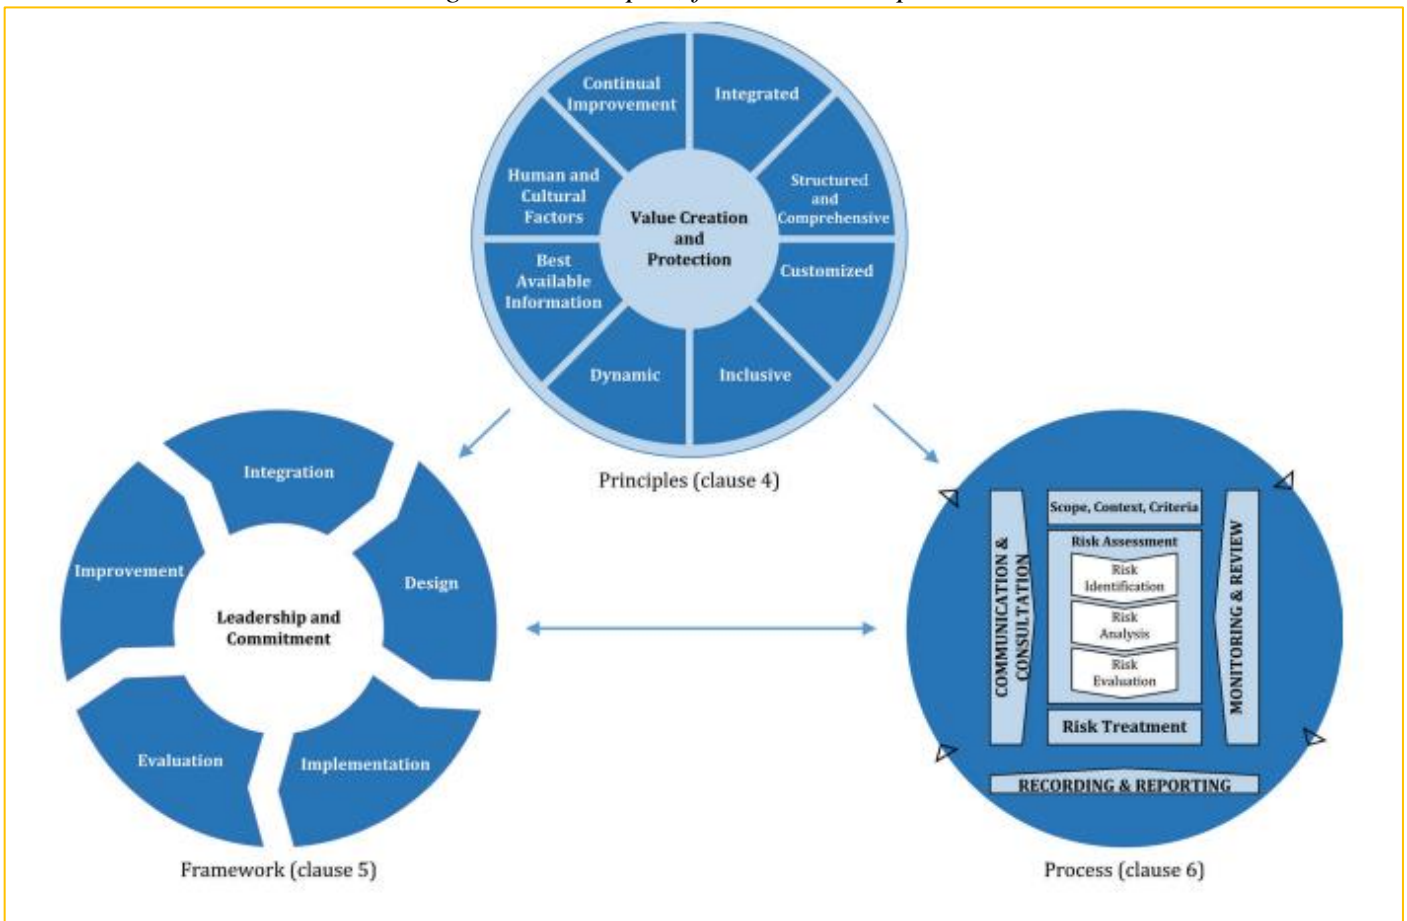 Continual
Improvement
Integrated
Human and
Cultural
Factors
Structured
and
Comprehensive
Value Creation
and
Protection
Best
Available
Information
Customized
Dynamic
Inclusive
Principles (clause 4)
Integration
Improvement
Design
Leadership and
Commitment
Evaluation
Implementation
Framework (clause 5)
Scope, Context, Criteria
Risk Assessment
Risk
Identification
Risk
Analysis
Risk
Evaluation
Risk Treatment
COMMUNICATION &
CONSULTATION
MONITORING & REVIEW
RECORDING & REPORTING
Process (clause 6)